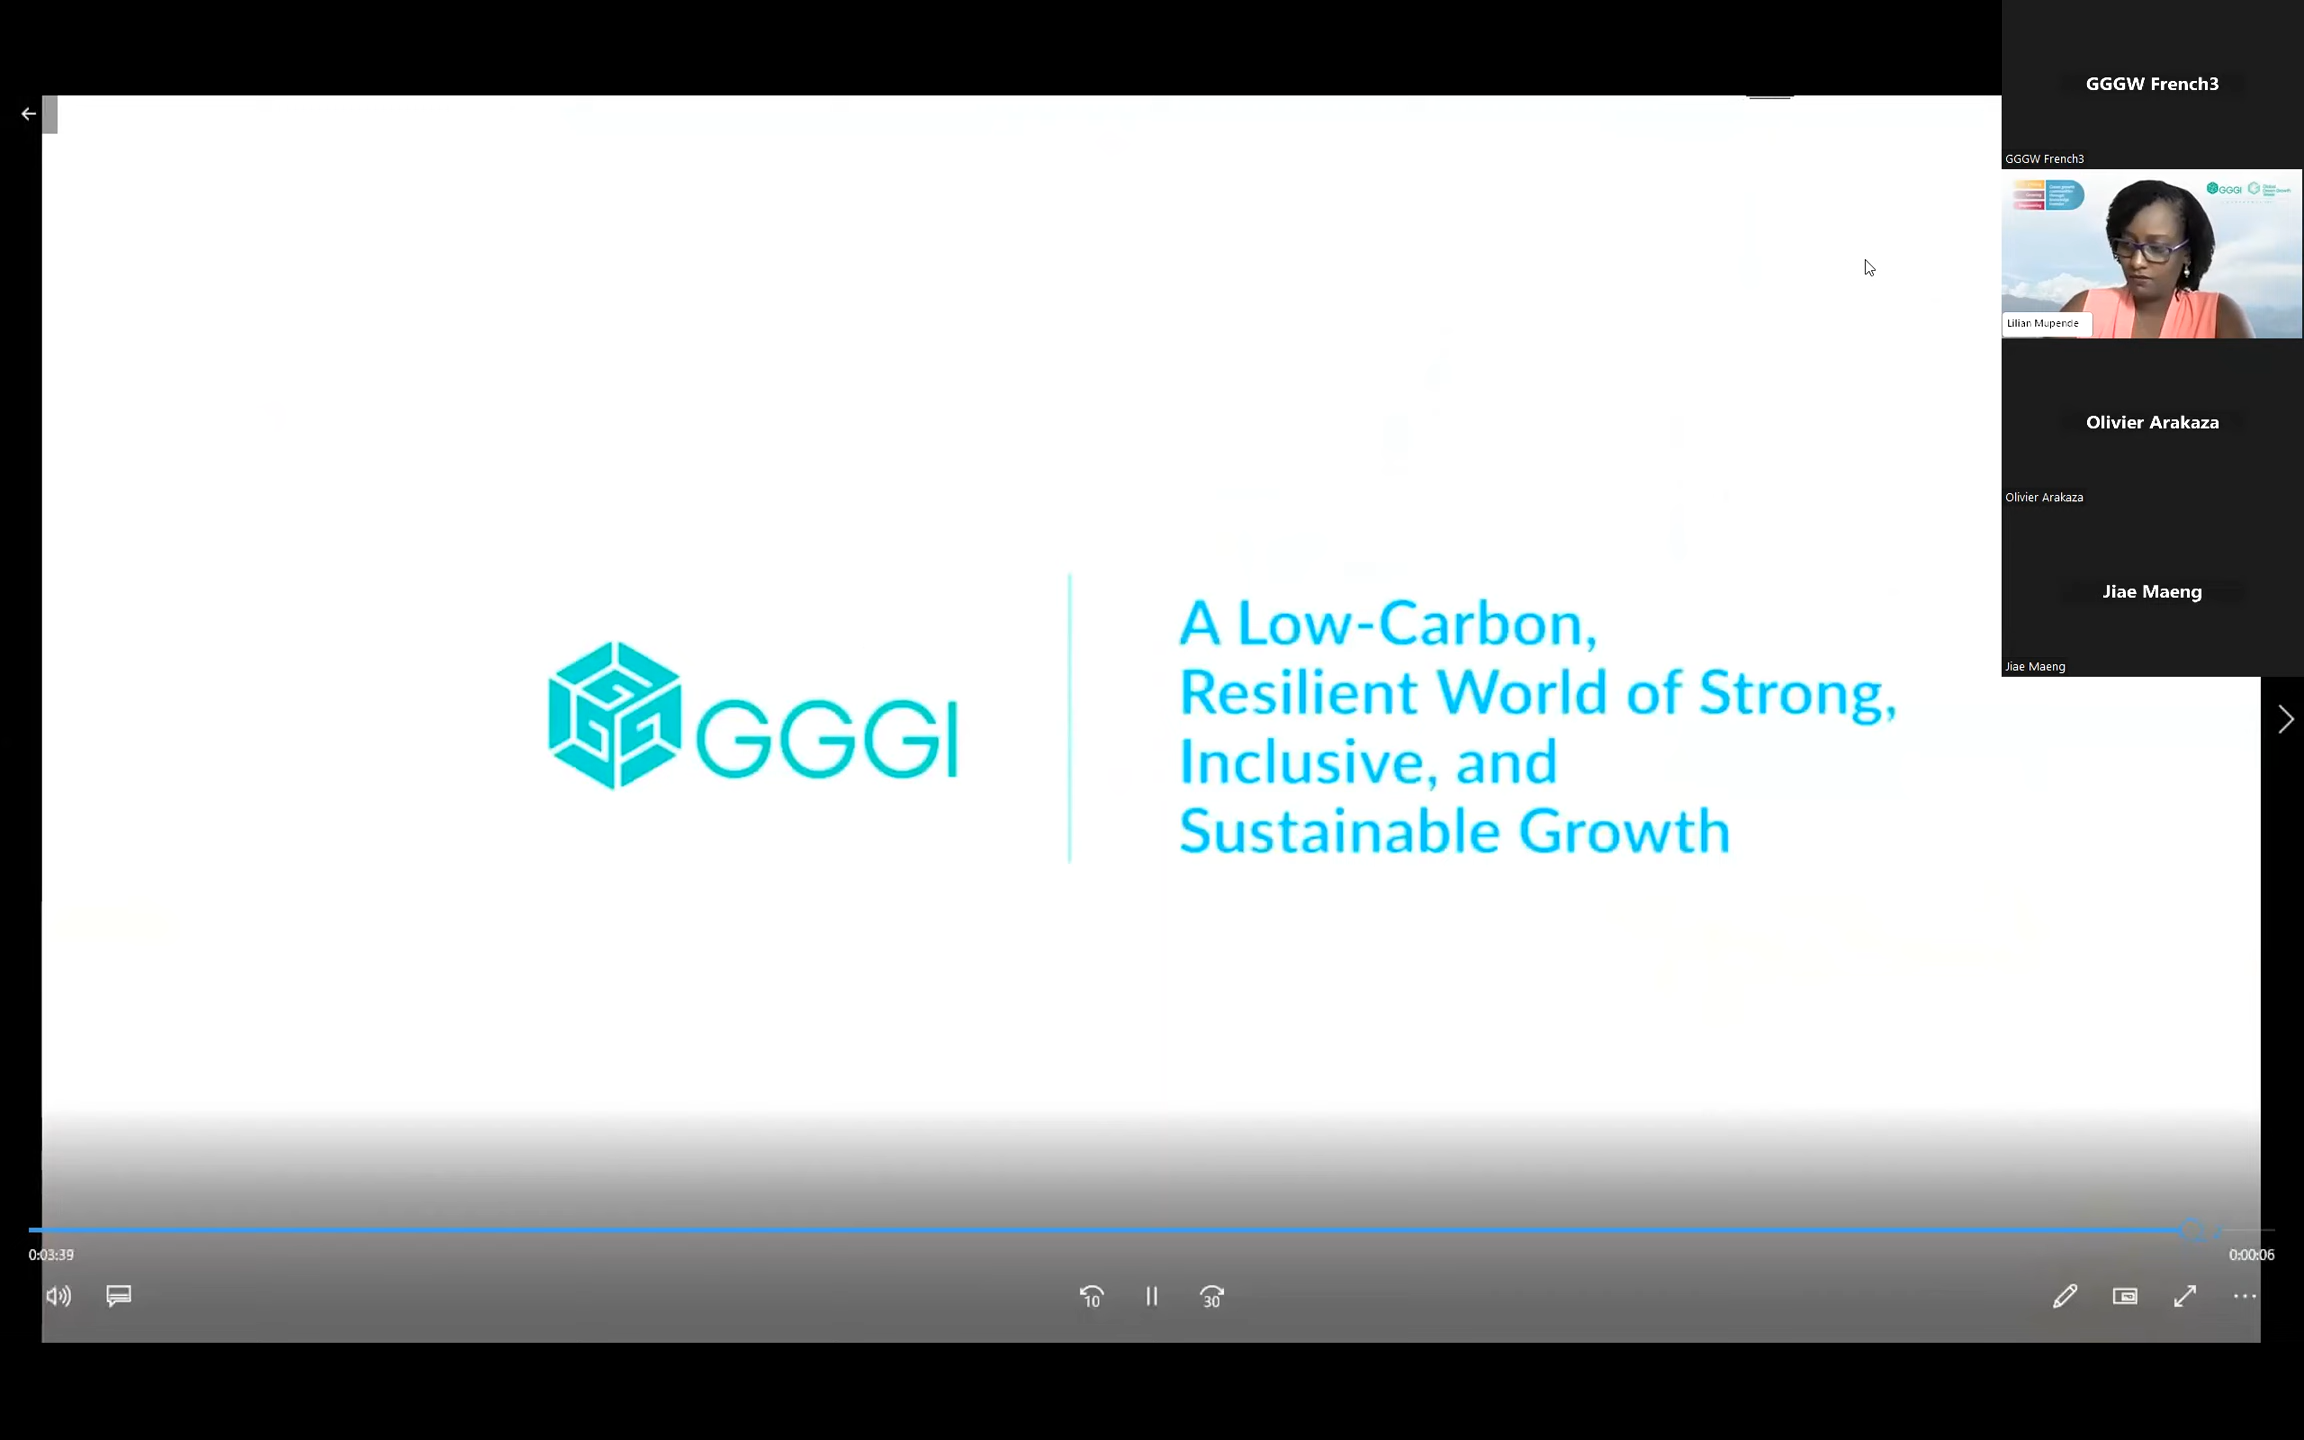 GGGW French3
GGGW French3
GGGI
Lilian Mupende
Olivier Arakaza
Olivier Arakaza
Jiae Maeng
Jiae Maeng
GGGI
A Low-Carbon,
Resilient World of Strong,
Inclusive, and
Sustainable Growth
0:03:39
0:00:06
10
30